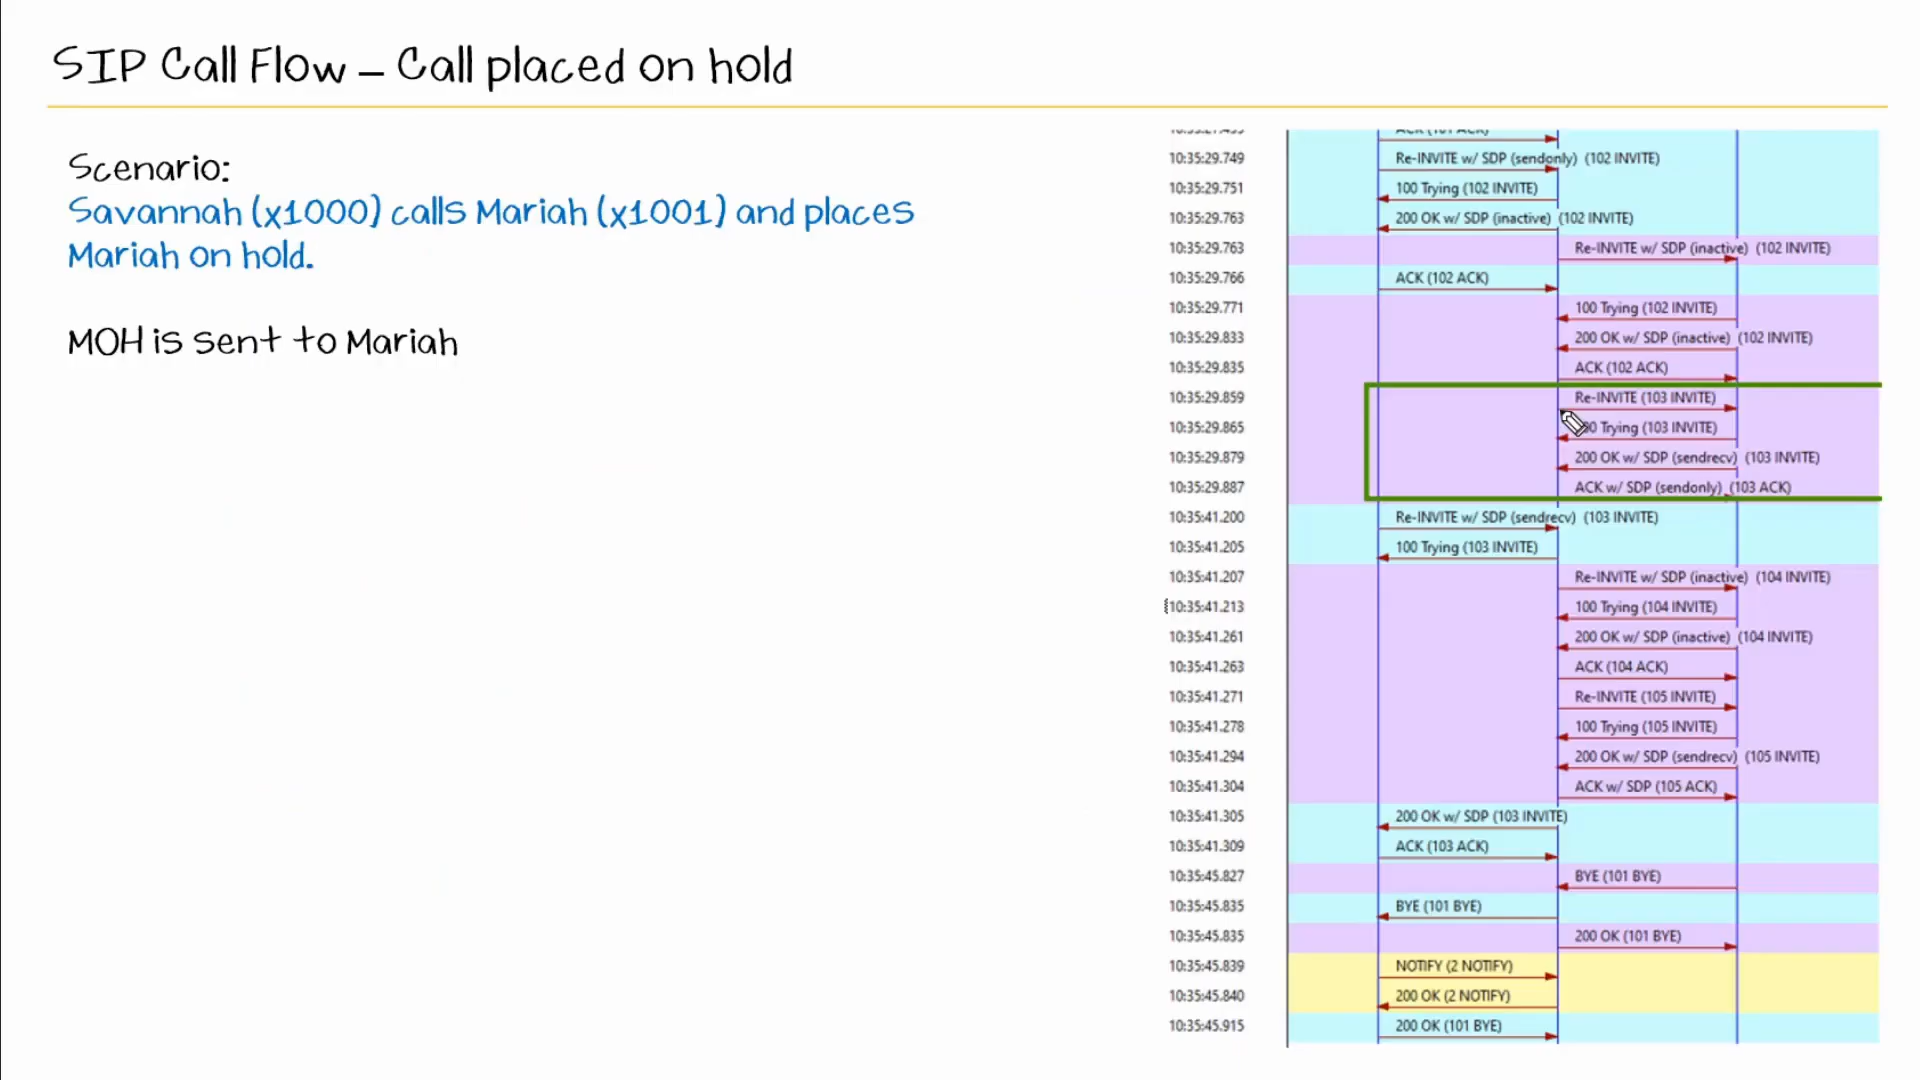 SIP Call Flow – Call placed on hold
Scenario:
Savannah (x1000) calls Mariah (x1001) and places
Mariah on hold.
MOH is sent to Mariah
10:35:29.749 Re-INVITE w/ SDP (sendonly) (102 INVITE)
10:35:29.751 100 Trying (102 INVITE)
10:35:29.763 200 OK w/ SDP (inactive) (102 INVITE)
10:35:29.763 Re-INVITE w/ SDP (inactive) (102 INVITE)
10:35:29.766 ACK (102 ACK)
10:35:29.771 100 Trying (102 INVITE)
10:35:29.833 200 OK w/ SDP (inactive) (102 INVITE)
10:35:29.835 ACK (102 ACK)
10:35:29.859 Re-INVITE (103 INVITE)
10:35:29.865 Trying (103 INVITE)
10:35:29.879 200 OK w/ SDP (sendrecv) (103 INVITE)
10:35:29.887 ACK w/ SDP (sendonly) (103 ACK)
10:35:41.200 Re-INVITE w/ SDP (sendrecv) (103 INVITE)
10:35:41.205 100 Trying (103 INVITE)
10:35:41.207 Re-INVITE w/ SDP (inactive) (104 INVITE)
10:35:41.213 100 Trying (104 INVITE)
10:35:41.261 200 OK w/ SDP (inactive) (104 INVITE)
10:35:41.263 ACK (104 ACK)
10:35:41.271 Re-INVITE (105 INVITE)
10:35:41.278 100 Trying (105 INVITE)
10:35:41.294 200 OK w/ SDP (sendrecv) (105 INVITE)
10:35:41.304 ACK w/ SDP (105 ACK)
10:35:41.305 200 OK w/ SDP (103 INVITE)
10:35:41.309 ACK (103 ACK)
10:35:45.827 BYE (101 BYE)
10:35:45.835 BYE (101 BYE)
10:35:45.835 200 OK (101 BYE)
10:35:45.839 NOTIFY (2 NOTIFY)
10:35:45.840 200 OK (2 NOTIFY)
10:35:45.915 200 OK (101 BYE)